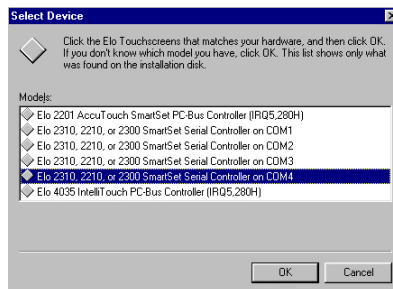 Select Device
Click the Elo Touchscreens that matches your hardware, and then click OK.
If you don't know which model you have, click OK. This list shows only what
was found on the installation disk.
Models:
Elo 2201 AccuTouch SmartSet PC-Bus Controller (IRQ5,280H)
Elo 2310, 2210, or 2300 SmartSet Serial Controller on COM1
Elo 2310, 2210, or 2300 SmartSet Serial Controller on COM2
Elo 2310, 2210, or 2300 SmartSet Serial Controller on COM3
Elo 2310, 2210, or 2300 SmartSet Serial Controller on COM4
Elo 4035 IntelliTouch PC-Bus Controller (IRQ5,280H)
OK
Cancel